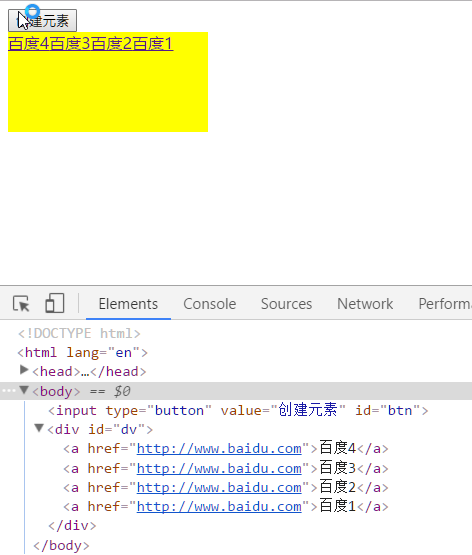 建元素
百度4百度3百度2百度1
Elements Console Sources Network Performa
<!DOCTYPE html>
<html lang="en">
<head>…</head>
<body> == $0
<input type="button" value="创建元素" id="btn">
<div id="dv">
<a href="http://www.baidu.com">百度4</a>
<a href="http://www.baidu.com">百度3</a>
<a href="http://www.baidu.com">百度2</a>
<a href="http://www.baidu.com">百度1</a>
</div>
</body>